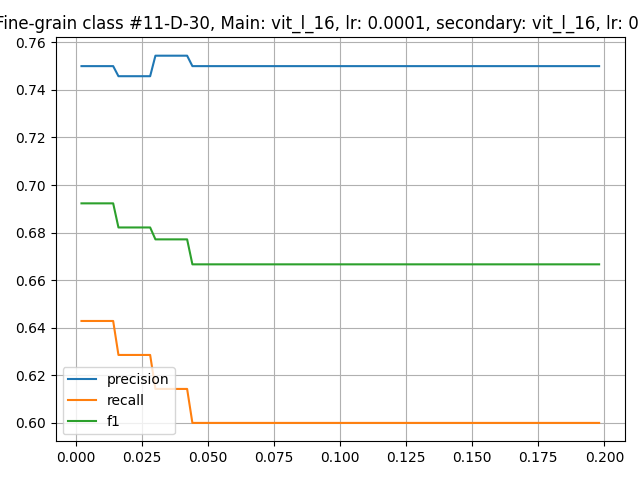 Fine-grain class #11-D-30, Main: vit_l_16, lr: 0.0001, secondary: vit_l_16, lr: 0
0.76
0.74
0.72
0.70
0.68
0.66
0.64
0.62
0.60
precision
recall
f1
0.000 0.025 0.050 0.075 0.100 0.125 0.150 0.175 0.200